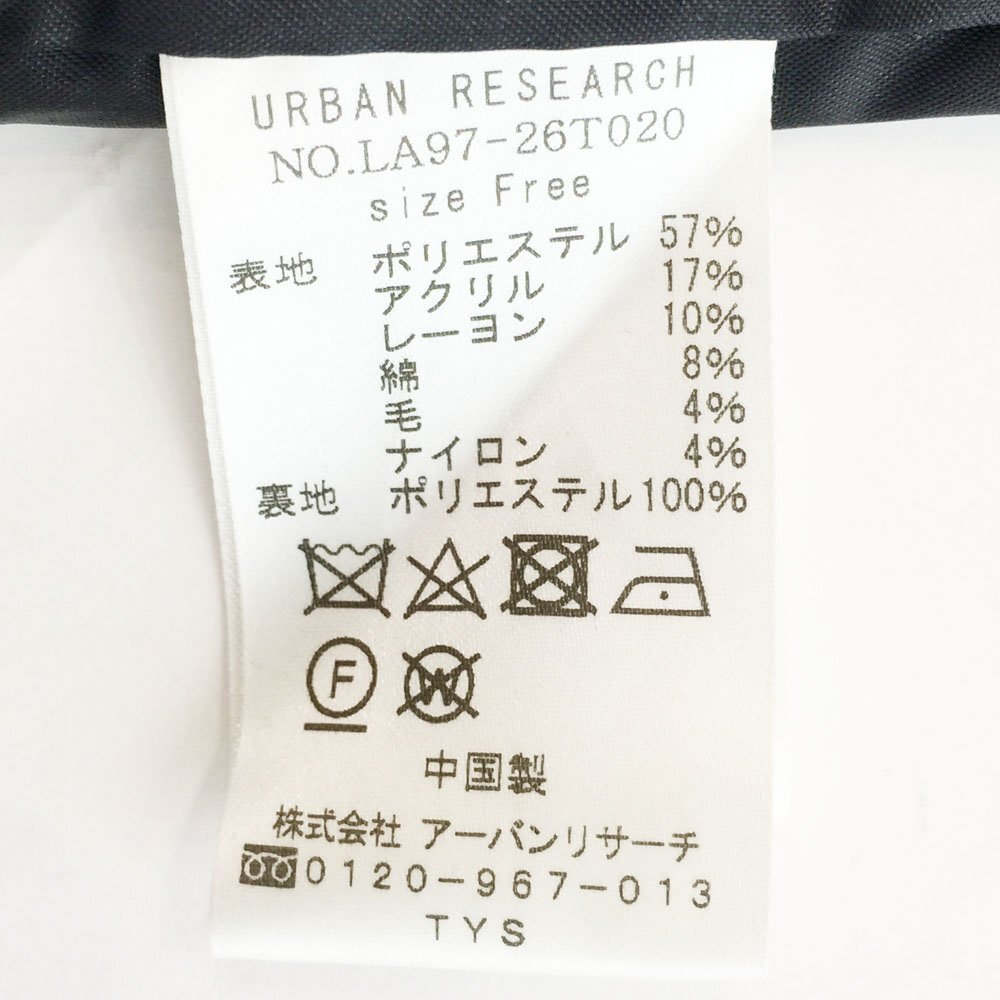 URBAN RESEARCH
NO.LA97-26T020
size Free
表地 ポリエステル 57%
アクリル 17%
レーヨン 10%
綿 8%
毛 4%
ナイロン 4%
裏地 ポリエステル 100%
F
W
中国製
株式会社 アーバンリサーチ
0120-967-013
TYS